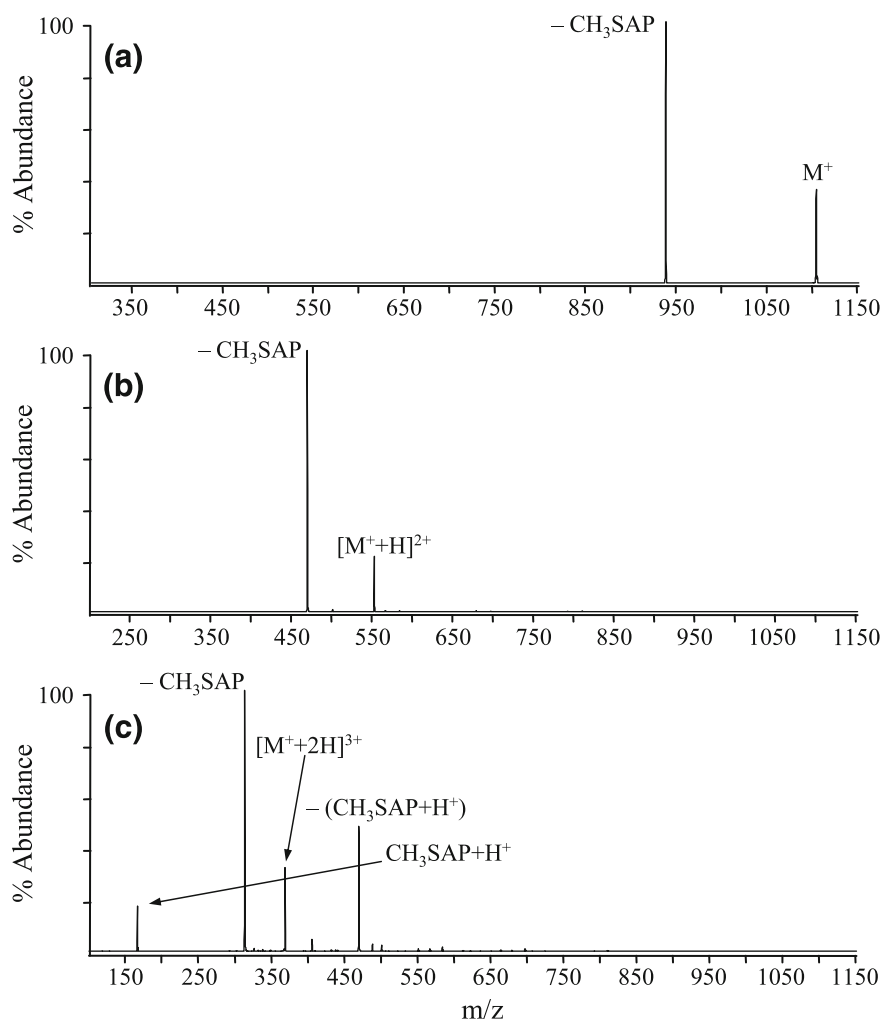 100
– CH₃SAP
(a)
M⁺
% Abundance
350 450 550 650 750 850 950 1050 1150
100
– CH₃SAP
(b)
[M⁺+H]²⁺
% Abundance
250 350 450 550 650 750 850 950 1050 1150
– CH₃SAP
100
(c)
[M⁺+2H]³⁺
– (CH₃SAP+H⁺)
CH₃SAP+H⁺
% Abundance
150 250 350 450 550 650 750 850 950 1050 1150
m/z